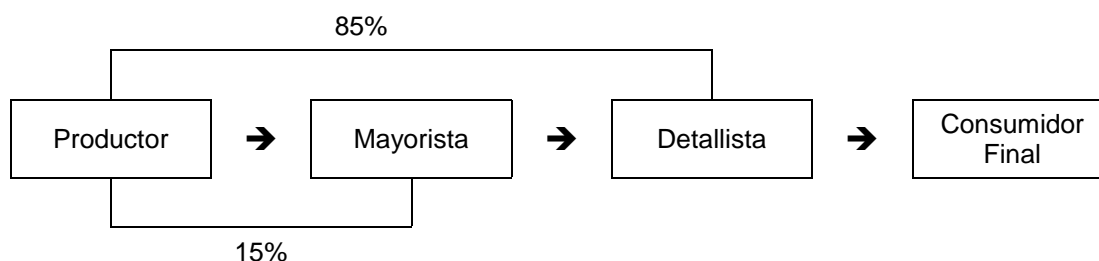 85%
Productor
Mayorista
Detallista
Consumidor
Final
15%